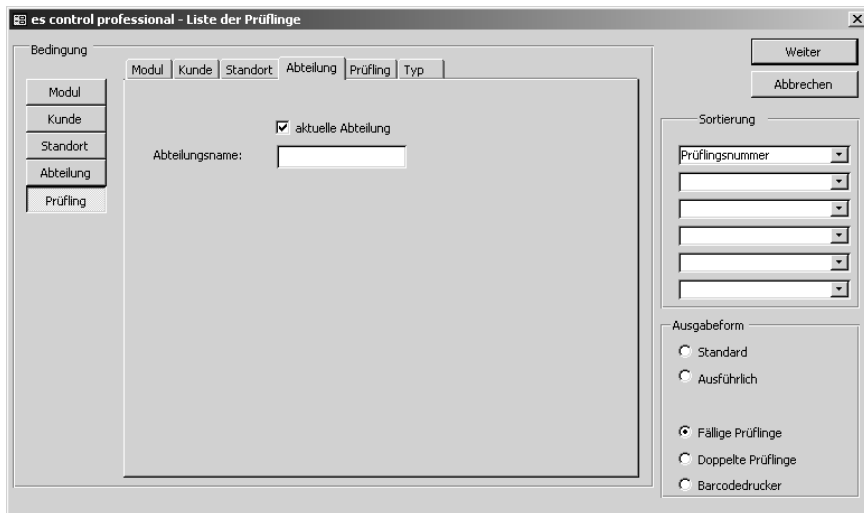 es control professional - Liste der Prüflinge
Bedingung
Modul
Kunde
Standort
Abteilung
Prüfling
Modul Kunde Standort Abteilung Prüfling Typ
aktuelle Abteilung
Abteilungsname:
Weiter
Abbrechen
Sortierung
Prüflingsnummer
Ausgabeform
Standard
Ausführlich
Fällige Prüflinge
Doppelte Prüflinge
Barcodedrucker